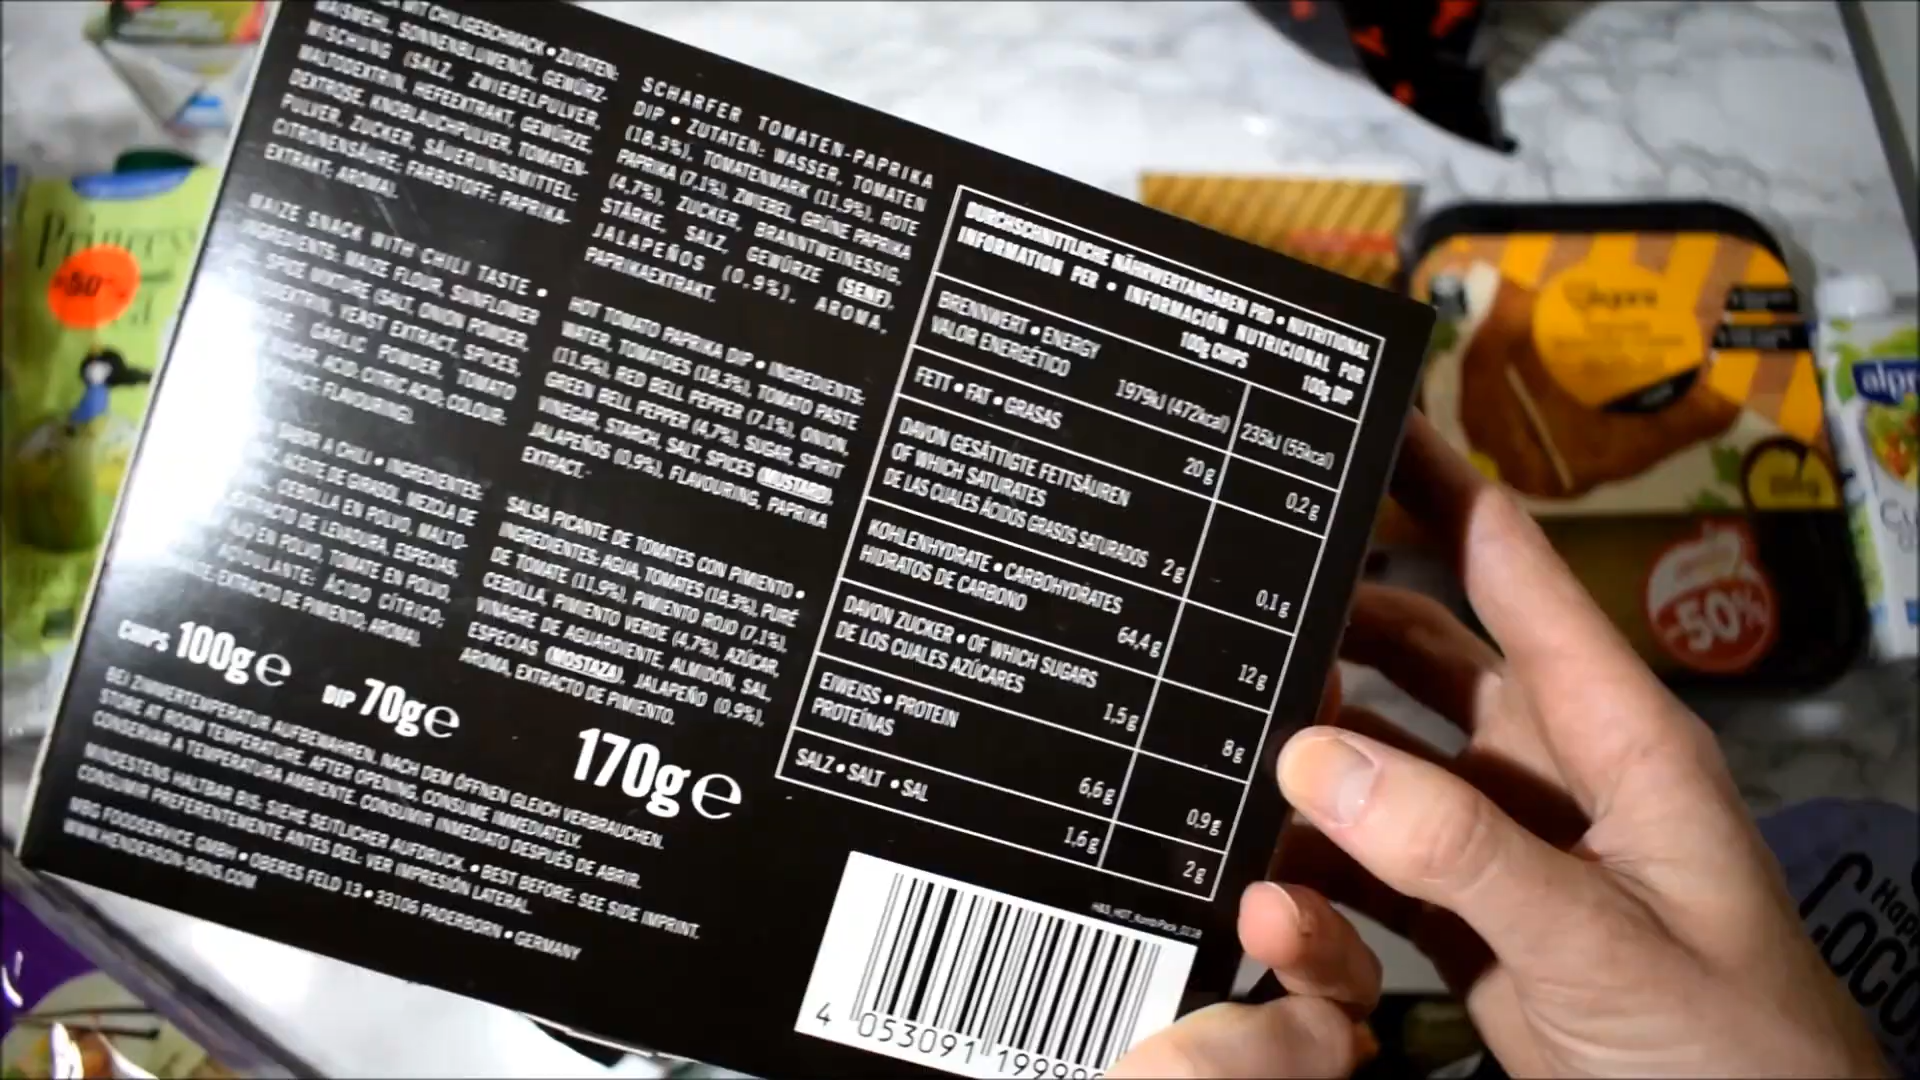 MIT CHILIGESCHMACK • ZUTATEN:
MAISMEHL, SONNENBLUMENÖL, GEWÜRZ-
MISCHUNG (SALZ, ZWIEBELPULVER,
MALTODEXTRIN, HEFEEXTRAKT, GEWÜRZE,
DEXTROSE, KNOBLAUCHPULVER, TOMATEN-
PULVER, ZUCKER, SÄUERUNGSMITTEL:
CITRONENSÄURE; FARBSTOFF: PAPRIKA-
EXTRAKT; AROMA).
MAIZE SNACK WITH CHILI TASTE •
INGREDIENTS: MAIZE FLOUR, SUNFLOWER
SPICE MIXTURE (SALT, ONION POWDER,
YEAST EXTRACT, SPICES,
GARLIC POWDER, TOMATO
SUGAR, ACID: CITRIC ACID; COLOUR:
FLAVOURING).
SABOR A CHILI • INGREDIENTES:
ACEITE DE GIRASOL, MEZCLA DE
CEBOLLA EN POLVO, MALTO-
EXTRACTO DE LEVADURA, ESPECIAS,
AJO EN POLVO, TOMATE EN POLVO,
ACIDULANTE: ÁCIDO CÍTRICO;
EXTRACTO DE PIMIENTO; AROMA).
CHIPS 100g e
DIP 70g e
170g e
SCHARFER TOMATEN-PAPRIKA
DIP • ZUTATEN: WASSER, TOMATEN
(18,3%), TOMATENMARK (11,9%), ROTE
PAPRIKA (7,1%), ZWIEBEL, GRÜNE PAPRIKA
(4,7%), ZUCKER, BRANNTWEINESSIG,
STÄRKE, SALZ, GEWÜRZE (SENF),
JALAPEÑOS (0,9%), AROMA,
PAPRIKAEXTRAKT.
HOT TOMATO PAPRIKA DIP • INGREDIENTS:
WATER, TOMATOES (18,3%), TOMATO PASTE
(11,9%), RED BELL PEPPER (7,1%), ONION,
GREEN BELL PEPPER (4,7%), SUGAR, SPIRIT
VINEGAR, STARCH, SALT, SPICES (MUSTARD),
JALAPEÑOS (0,9%), FLAVOURING, PAPRIKA
EXTRACT.
SALSA PICANTE DE TOMATES CON PIMIENTO •
INGREDIENTES: AGUA, TOMATES (18,3%), PURÉ
DE TOMATE (11,9%), PIMIENTO ROJO (7,1%),
CEBOLLA, PIMIENTO VERDE (4,7%), AZÚCAR,
VINAGRE DE AGUARDIENTE, ALMIDÓN, SAL,
ESPECIAS (MOSTAZA), JALAPEÑO (0,9%),
AROMA, EXTRACTO DE PIMIENTO.
BEI ZIMMERTEMPERATUR AUFBEWAHREN. NACH DEM ÖFFNEN GLEICH VERBRAUCHEN.
STORE AT ROOM TEMPERATURE. AFTER OPENING, CONSUME IMMEDIATELY.
CONSERVAR A TEMPERATURA AMBIENTE. CONSUMIR INMEDIATO DESPUÉS DE ABRIR.
MINDESTENS HALTBAR BIS: SIEHE SEITLICHER AUFDRUCK. • BEST BEFORE: SEE SIDE IMPRINT.
CONSUMIR PREFERENTEMENTE ANTES DEL: VER IMPRESIÓN LATERAL.
MBG FOODSERVICE GMBH • OBERES FELD 13 • 33106 PADERBORN • GERMANY
WWW.HENDERSON-SONS.COM
DURCHSCHNITTLICHE NÄHRWERTANGABEN PRO • NUTRITIONAL
INFORMATION PER • INFORMACIÓN NUTRICIONAL POR
100g CHIPS 100g DIP
BRENNWERT • ENERGY
VALOR ENERGÉTICO 1979kJ (472kcal) 235kJ (55kcal)
FETT • FAT • GRASAS 20g 0,2g
DAVON GESÄTTIGTE FETTSÄUREN
OF WHICH SATURATES
DE LAS CUALES ÁCIDOS GRASOS SATURADOS 2g 0,1g
KOHLENHYDRATE • CARBOHYDRATES
HIDRATOS DE CARBONO 64,4g 12g
DAVON ZUCKER • OF WHICH SUGARS
DE LOS CUALES AZÚCARES 1,5g 8g
EIWEISS • PROTEIN
PROTEÍNAS 6,6g 0,9g
SALZ • SALT • SAL 1,6g 2g
4 053091 19999
-50%
-50%
alpr
Happ
COCO